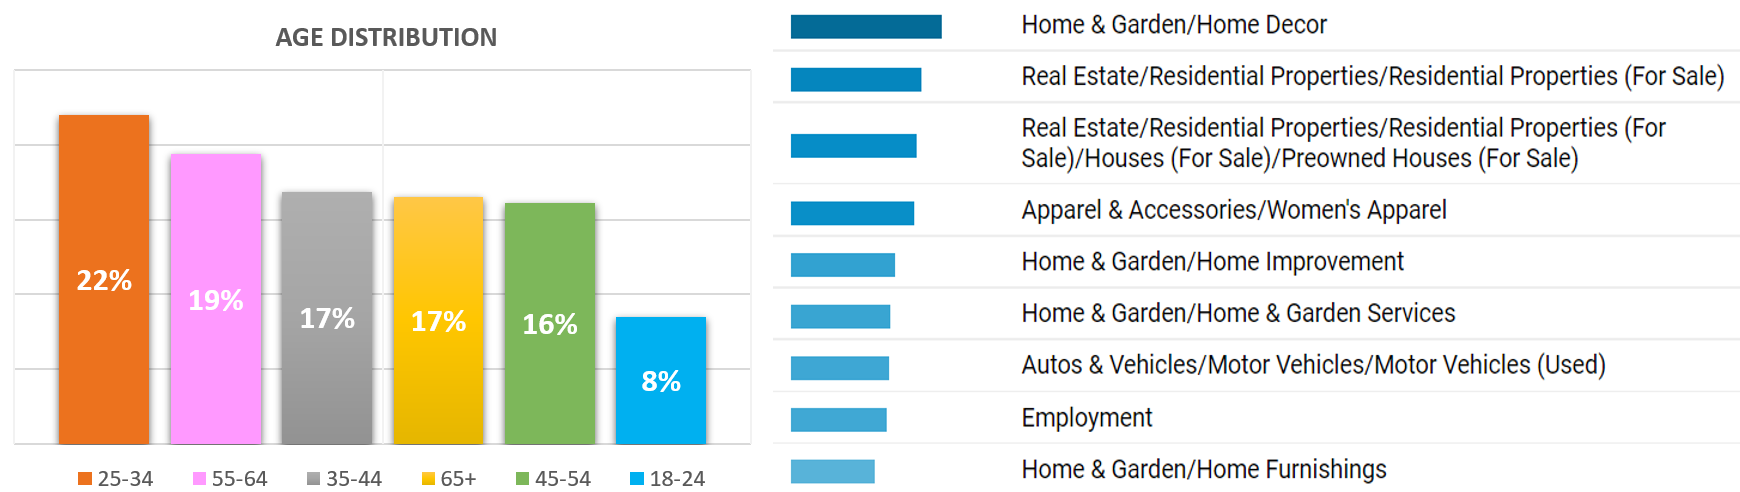 AGE DISTRIBUTION
22%
19%
17%
17%
16%
8%
25-34
55-64
35-44
65+
45-54
18-24
Home & Garden/Home Decor
Real Estate/Residential Properties/Residential Properties (For Sale)
Real Estate/Residential Properties/Residential Properties (For
Sale)/Houses (For Sale)/Preowned Houses (For Sale)
Apparel & Accessories/Women's Apparel
Home & Garden/Home Improvement
Home & Garden/Home & Garden Services
Autos & Vehicles/Motor Vehicles/Motor Vehicles (Used)
Employment
Home & Garden/Home Furnishings